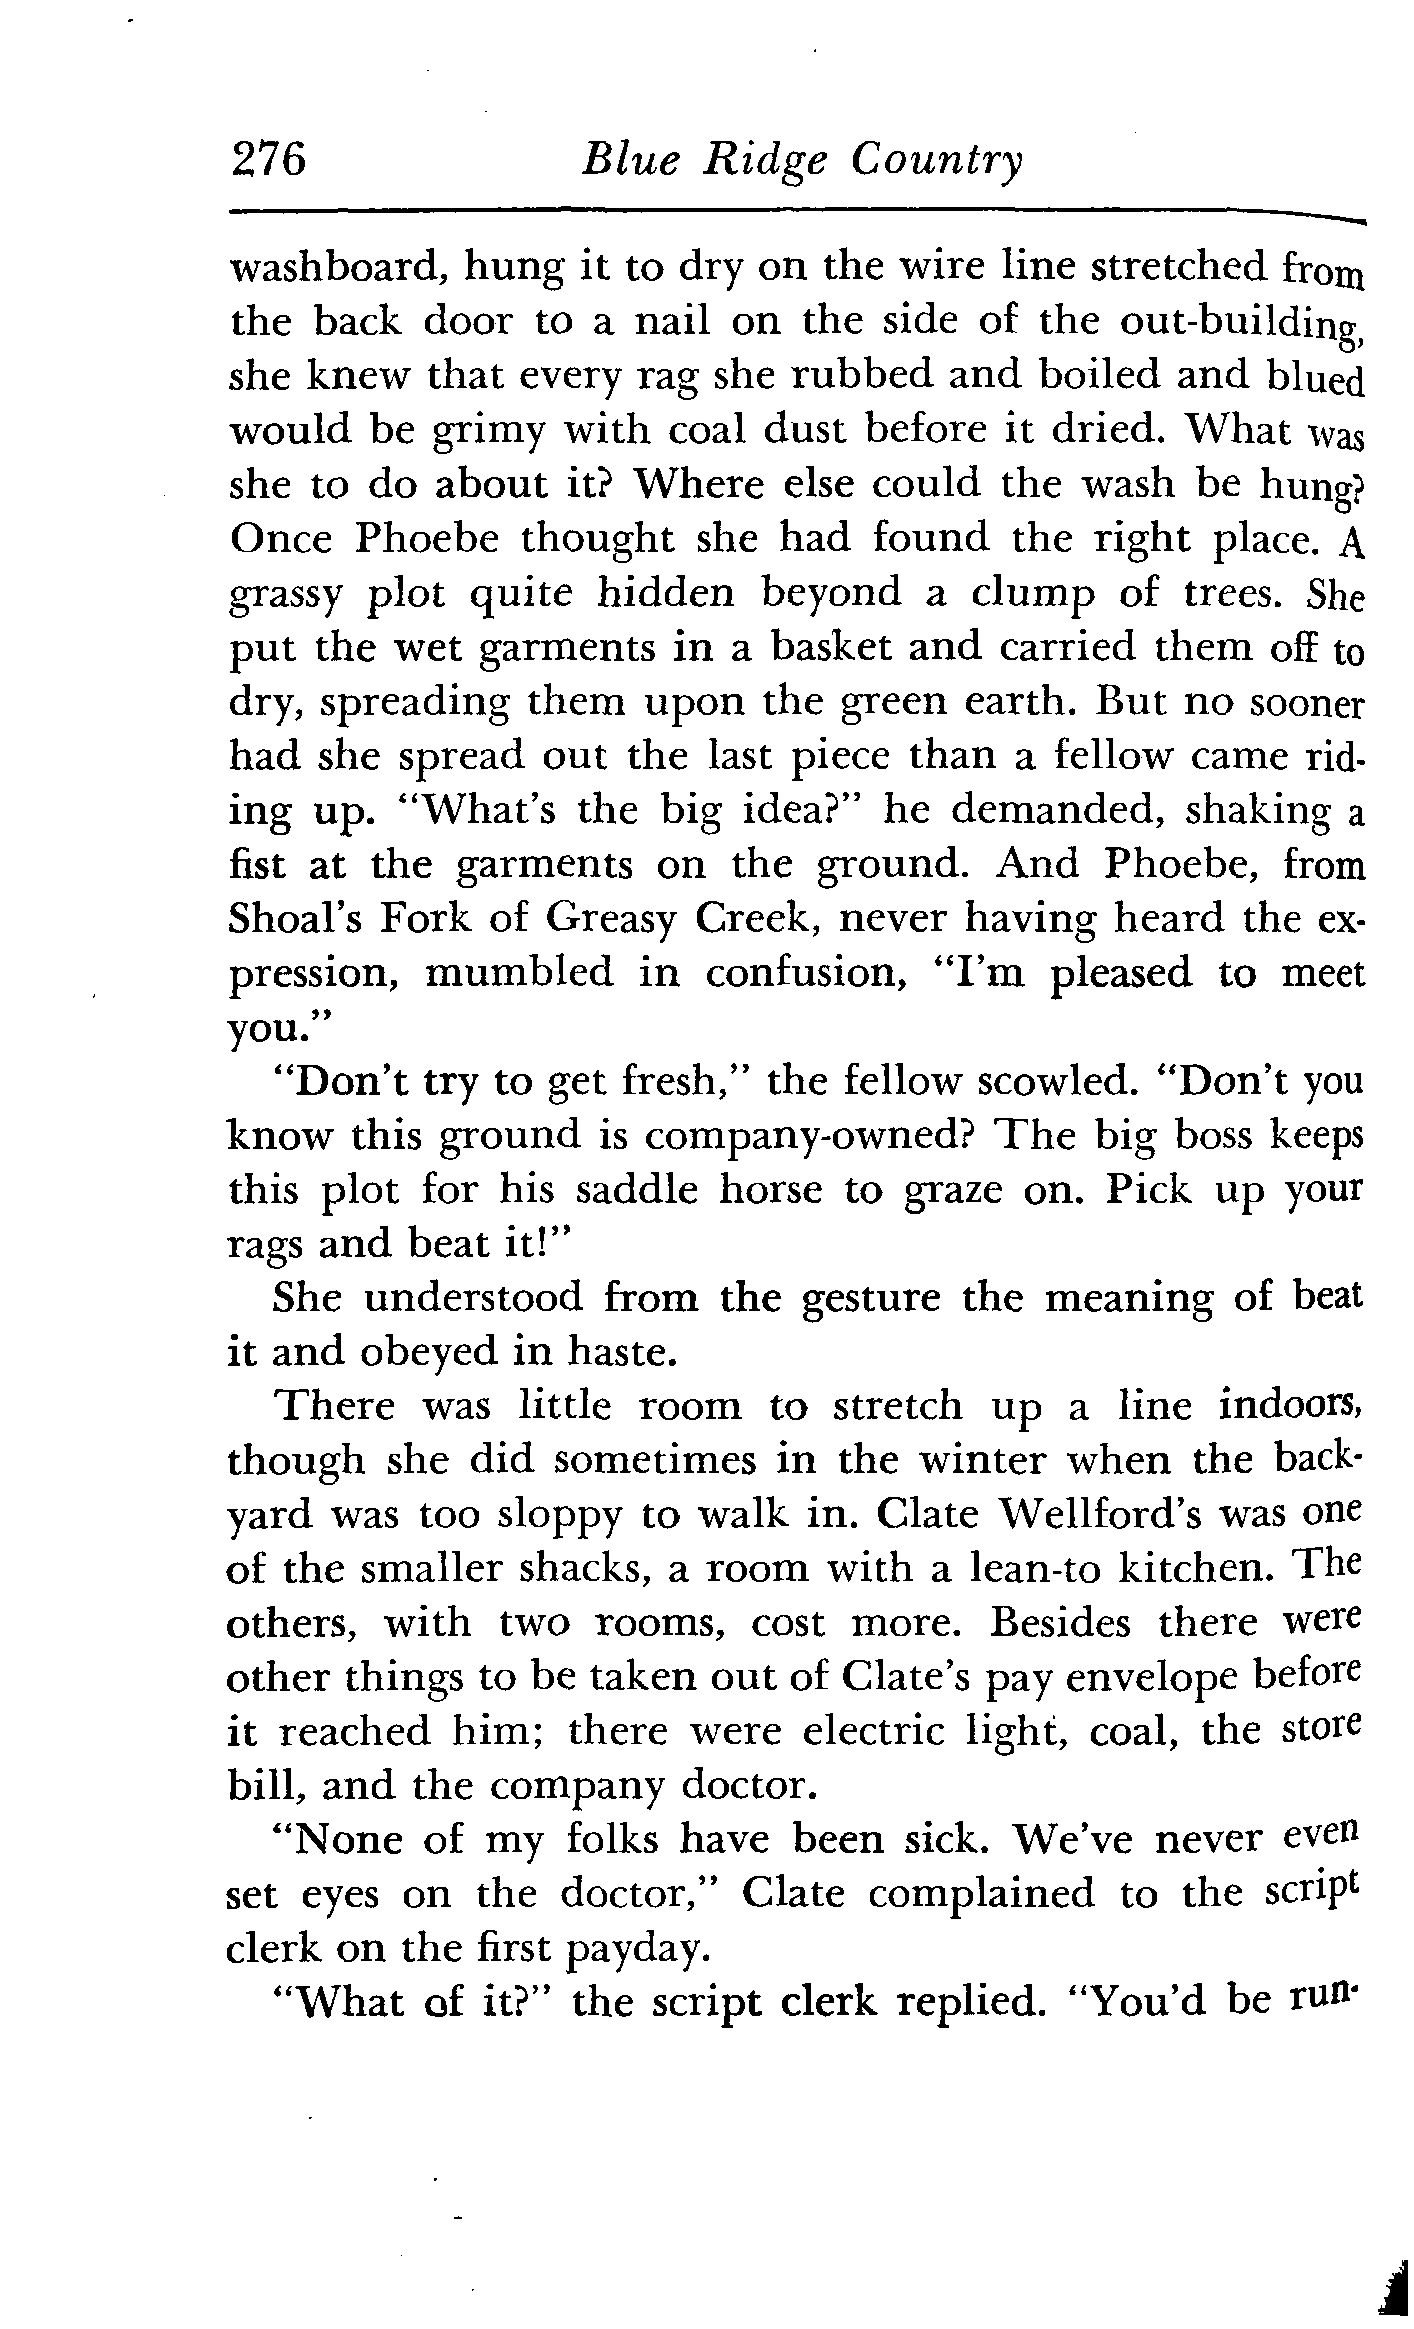 276 Blue Ridge Country
washboard, hung it to dry on the wire line stretched from
the back door to a nail on the side of the out-building,
she knew that every rag she rubbed and boiled and blued
would be grimy with coal dust before it dried. What was
she to do about it? Where else could the wash be hung?
Once Phoebe thought she had found the right place. A
grassy plot quite hidden beyond a clump of trees. She
put the wet garments in a basket and carried them off to
dry, spreading them upon the green earth. But no sooner
had she spread out the last piece than a fellow came rid-
ing up. "What's the big idea?" he demanded, shaking a
fist at the garments on the ground. And Phoebe, from
Shoal's Fork of Greasy Creek, never having heard the ex-
pression, mumbled in confusion, "I'm pleased to meet
you."
"Don't try to get fresh," the fellow scowled. "Don't you
know this ground is company-owned? The big boss keeps
this plot for his saddle horse to graze on. Pick up your
rags and beat it!"
She understood from the gesture the meaning of beat
it and obeyed in haste.
There was little room to stretch up a line indoors,
though she did sometimes in the winter when the back-
yard was too sloppy to walk in. Clate Wellford's was one
of the smaller shacks, a room with a lean-to kitchen. The
others, with two rooms, cost more. Besides there were
other things to be taken out of Clate's pay envelope before
it reached him; there were electric light, coal, the store
bill, and the company doctor.
"None of my folks have been sick. We've never even
set eyes on the doctor," Clate complained to the script
clerk on the first payday.
"What of it?" the script clerk replied. "You'd be run-